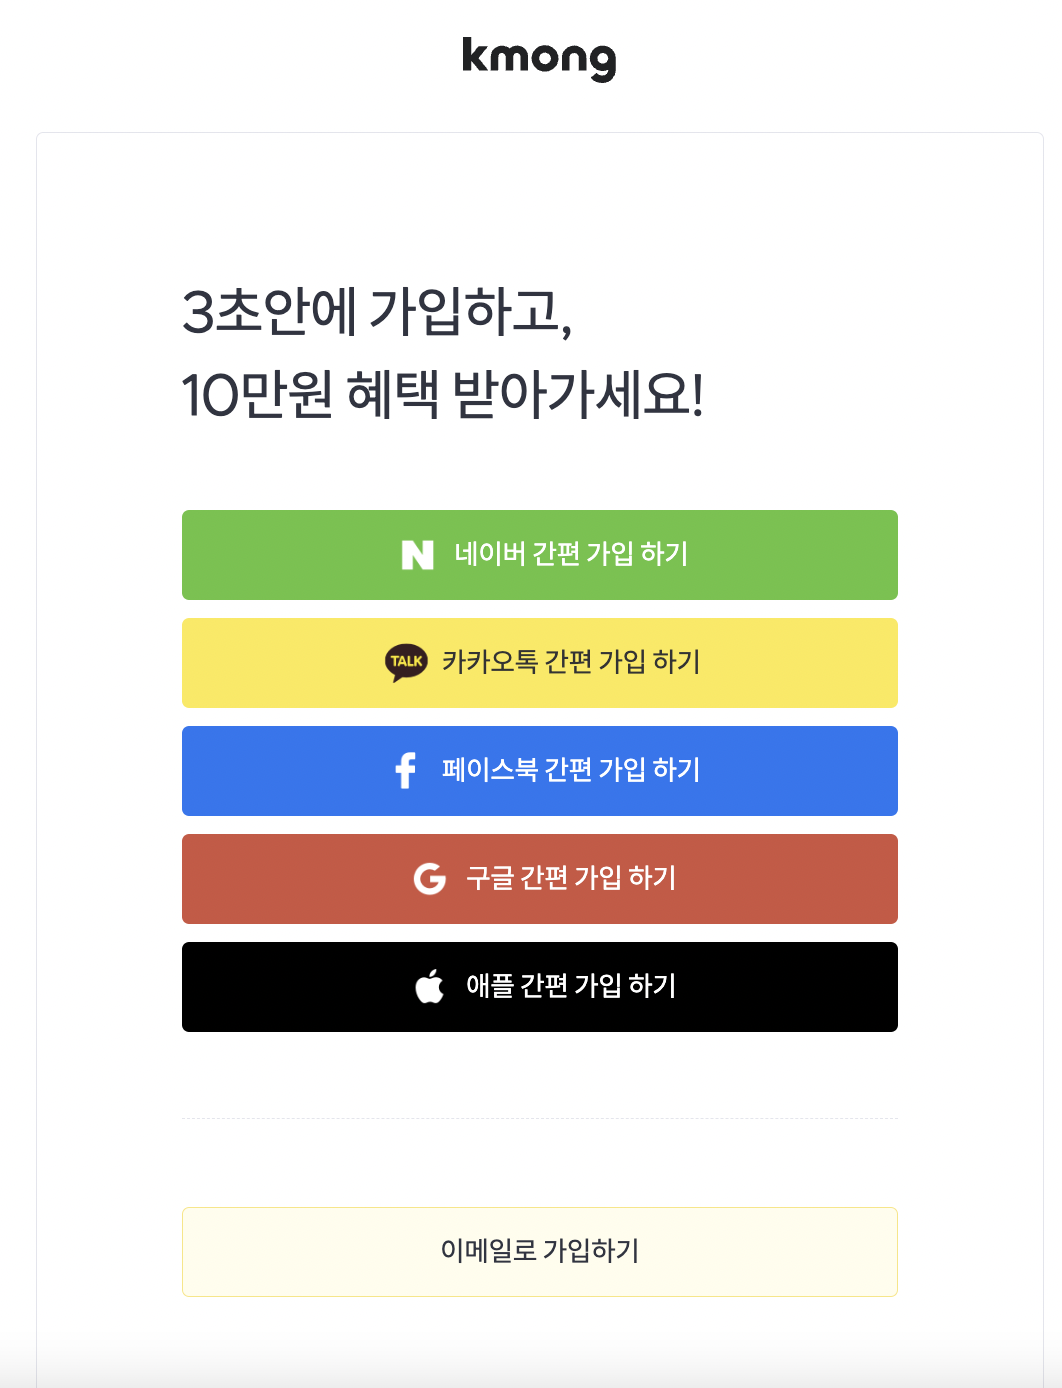 kmong
3초안에 가입하고,
10만원 혜택 받아가세요!
N 네이버 간편 가입 하기
TALK 카카오톡 간편 가입 하기
f 페이스북 간편 가입 하기
G 구글 간편 가입 하기
애플 간편 가입 하기
이메일로 가입하기